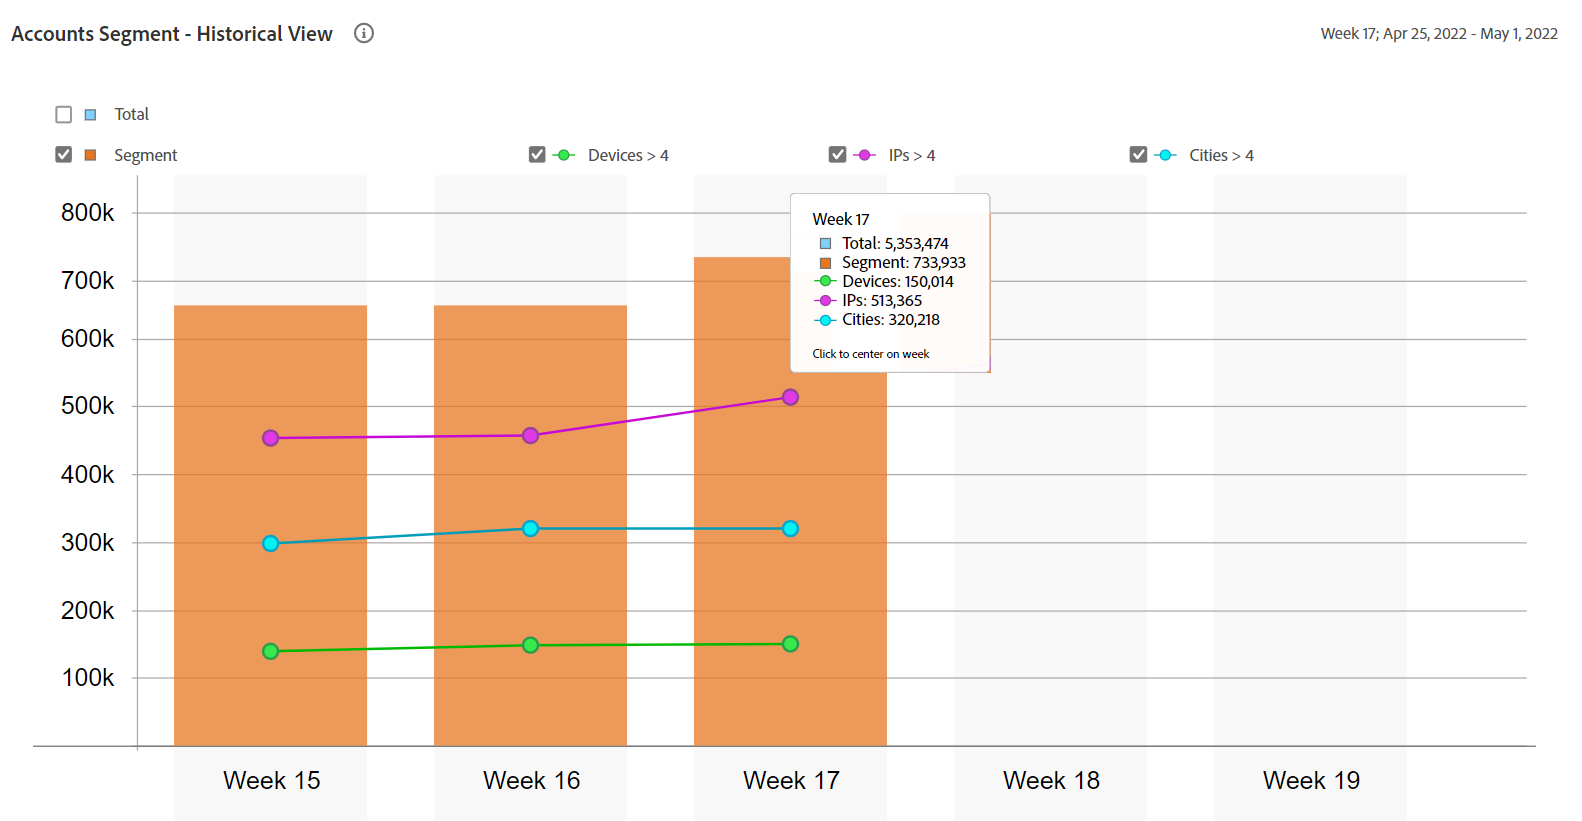 Accounts Segment - Historical View
Week 17; Apr 25, 2022 - May 1, 2022
Total
Segment
Devices > 4
IPs > 4
Cities > 4
800k
700k
600k
500k
400k
300k
200k
100k
Week 17
Total: 5,353,474
Segment: 733,933
Devices: 150,014
IPs: 513,365
Cities: 320,218
Click to center on week
Week 15
Week 16
Week 17
Week 18
Week 19